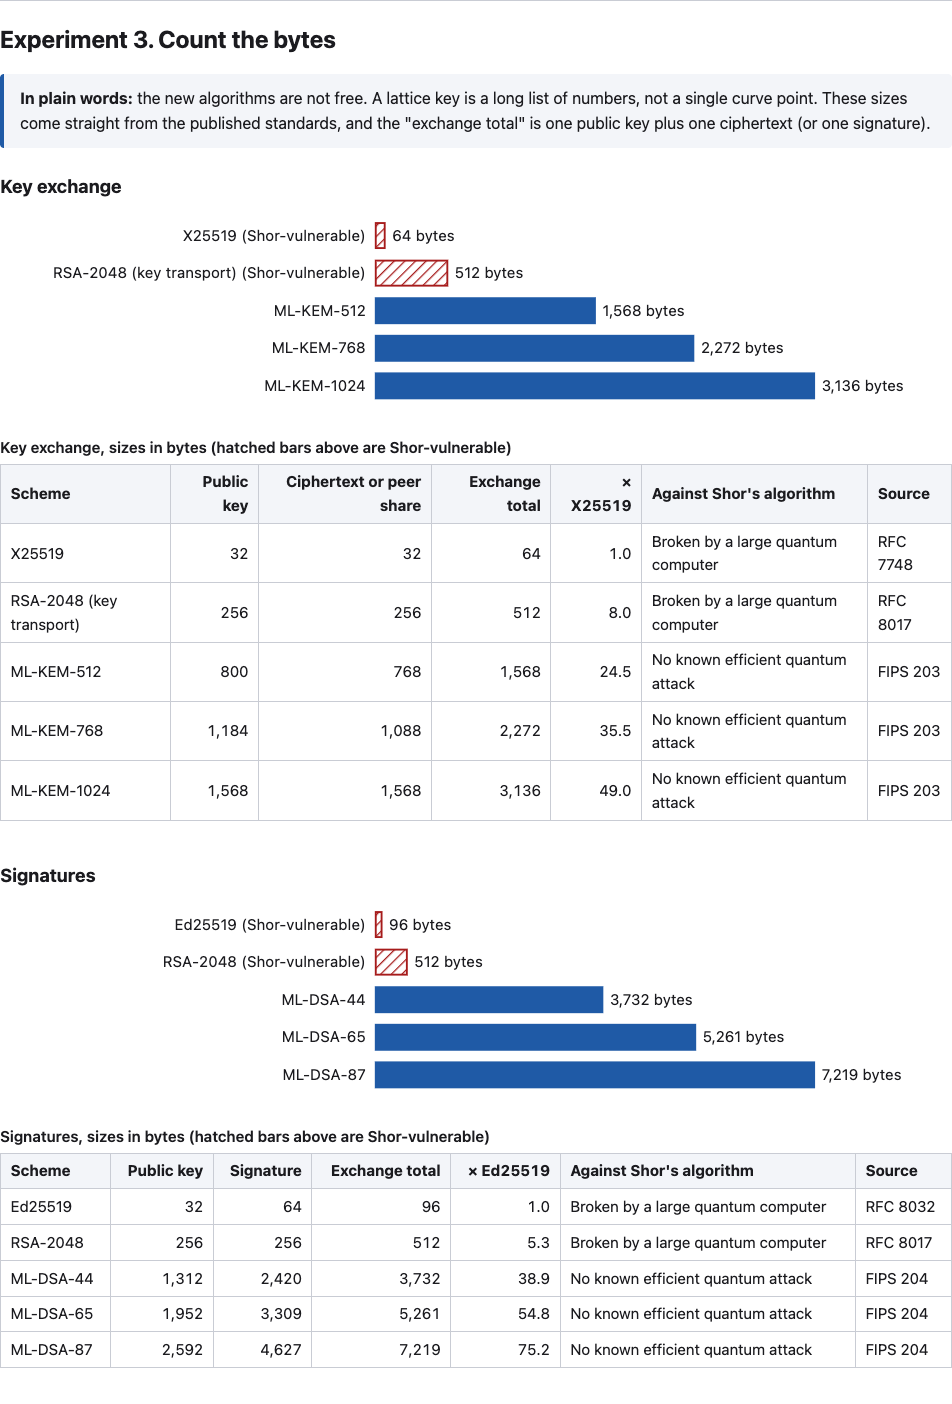 Experiment 3. Count the bytes
In plain words: the new algorithms are not free. A lattice key is a long list of numbers, not a single curve point. These sizes
come straight from the published standards, and the "exchange total" is one public key plus one ciphertext (or one signature).
Key exchange
X25519 (Shor-vulnerable) 64 bytes
RSA-2048 (key transport) (Shor-vulnerable) 512 bytes
ML-KEM-512 1,568 bytes
ML-KEM-768 2,272 bytes
ML-KEM-1024 3,136 bytes
Key exchange, sizes in bytes (hatched bars above are Shor-vulnerable)
Scheme Public key Ciphertext or peer share Exchange total × X25519 Against Shor's algorithm Source
X25519 32 32 64 1.0 Broken by a large quantum computer RFC 7748
RSA-2048 (key transport) 256 256 512 8.0 Broken by a large quantum computer RFC 8017
ML-KEM-512 800 768 1,568 24.5 No known efficient quantum attack FIPS 203
ML-KEM-768 1,184 1,088 2,272 35.5 No known efficient quantum attack FIPS 203
ML-KEM-1024 1,568 1,568 3,136 49.0 No known efficient quantum attack FIPS 203
Signatures
Ed25519 (Shor-vulnerable) 96 bytes
RSA-2048 (Shor-vulnerable) 512 bytes
ML-DSA-44 3,732 bytes
ML-DSA-65 5,261 bytes
ML-DSA-87 7,219 bytes
Signatures, sizes in bytes (hatched bars above are Shor-vulnerable)
Scheme Public key Signature Exchange total × Ed25519 Against Shor's algorithm Source
Ed25519 32 64 96 1.0 Broken by a large quantum computer RFC 8032
RSA-2048 256 256 512 5.3 Broken by a large quantum computer RFC 8017
ML-DSA-44 1,312 2,420 3,732 38.9 No known efficient quantum attack FIPS 204
ML-DSA-65 1,952 3,309 5,261 54.8 No known efficient quantum attack FIPS 204
ML-DSA-87 2,592 4,627 7,219 75.2 No known efficient quantum attack FIPS 204